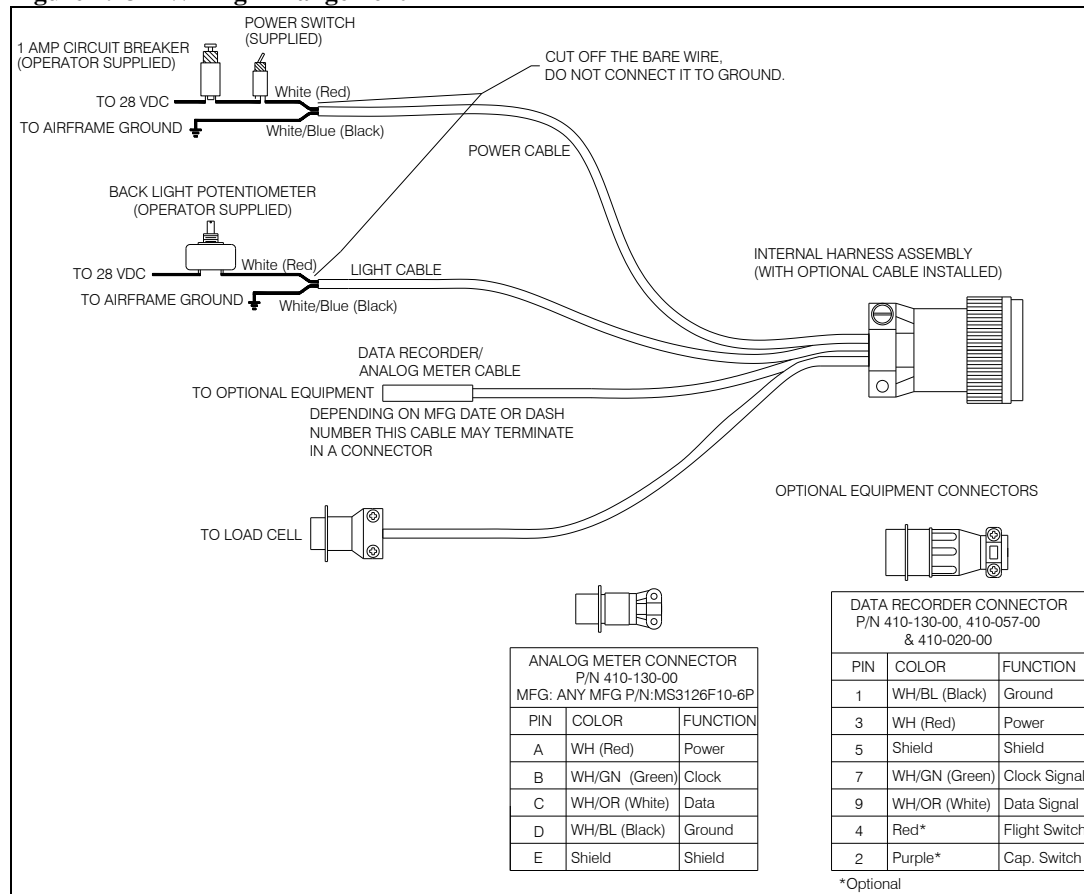 1 AMP CIRCUIT BREAKER
(OPERATOR SUPPLIED)
POWER SWITCH
(SUPPLIED)
CUT OFF THE BARE WIRE,
DO NOT CONNECT IT TO GROUND.
White (Red)
TO 28 VDC
TO AIRFRAME GROUND
White/Blue (Black)
POWER CABLE
BACK LIGHT POTENTIOMETER
(OPERATOR SUPPLIED)
White (Red)
TO 28 VDC
LIGHT CABLE
TO AIRFRAME GROUND
White/Blue (Black)
INTERNAL HARNESS ASSEMBLY
(WITH OPTIONAL CABLE INSTALLED)
DATA RECORDER/
ANALOG METER CABLE
TO OPTIONAL EQUIPMENT
DEPENDING ON MFG DATE OR DASH
NUMBER THIS CABLE MAY TERMINATE
IN A CONNECTOR
TO LOAD CELL
OPTIONAL EQUIPMENT CONNECTORS
ANALOG METER CONNECTOR
P/N 410-130-00
MFG: ANY MFG P/N:MS3126F10-6P
PIN COLOR FUNCTION
A WH (Red) Power
B WH/GN (Green) Clock
C WH/OR (White) Data
D WH/BL (Black) Ground
E Shield Shield
DATA RECORDER CONNECTOR
P/N 410-130-00, 410-057-00
& 410-020-00
PIN COLOR FUNCTION
1 WH/BL (Black) Ground
3 WH (Red) Power
5 Shield Shield
7 WH/GN (Green) Clock Signal
9 WH/OR (White) Data Signal
4 Red* Flight Switch
2 Purple* Cap. Switch
*Optional